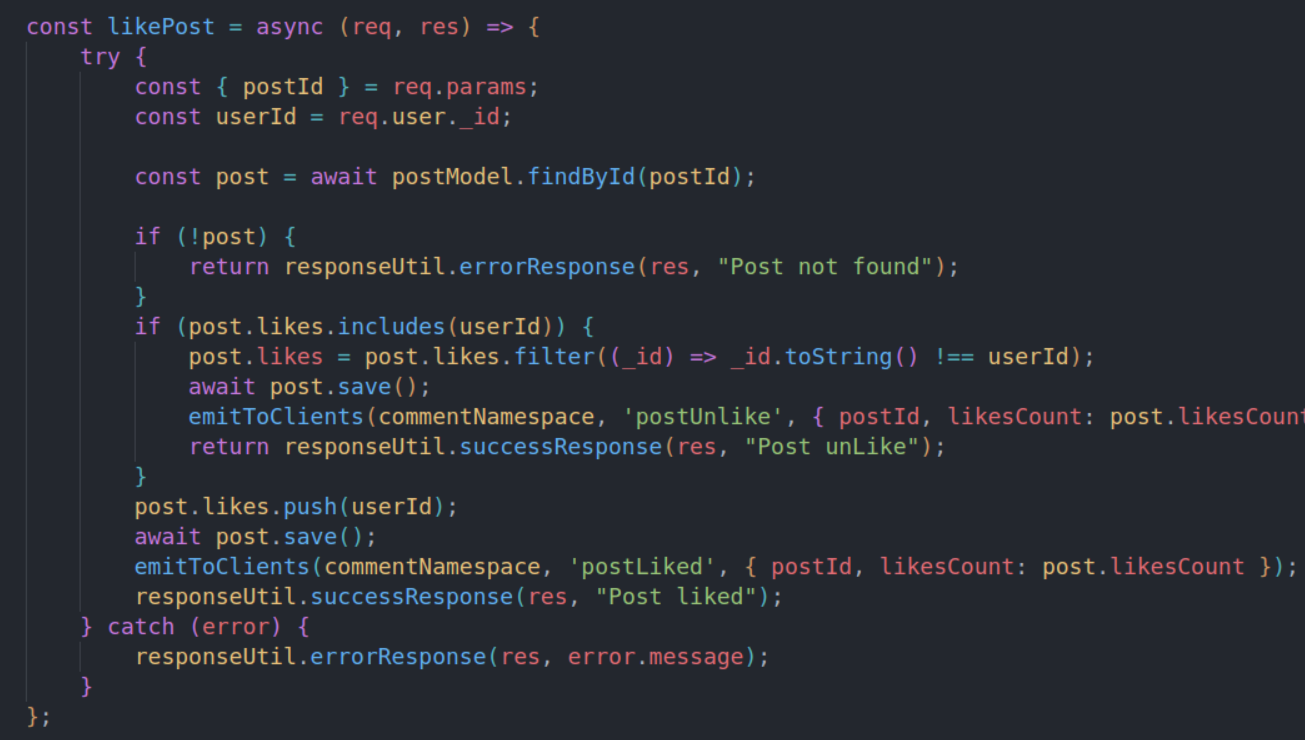 const likePost = async (req, res) => {
    try {
        const { postId } = req.params;
        const userId = req.user._id;

        const post = await postModel.findById(postId);

        if (!post) {
            return responseUtil.errorResponse(res, "Post not found");
        }
        if (post.likes.includes(userId)) {
            post.likes = post.likes.filter((_id) => _id.toString() !== userId);
            await post.save();
            emitToClients(commentNamespace, 'postUnlike', { postId, likesCount: post.likesCount
            return responseUtil.successResponse(res, "Post unLike");
        }
        post.likes.push(userId);
        await post.save();
        emitToClients(commentNamespace, 'postLiked', { postId, likesCount: post.likesCount });
        responseUtil.successResponse(res, "Post liked");
    } catch (error) {
        responseUtil.errorResponse(res, error.message);
    }
};